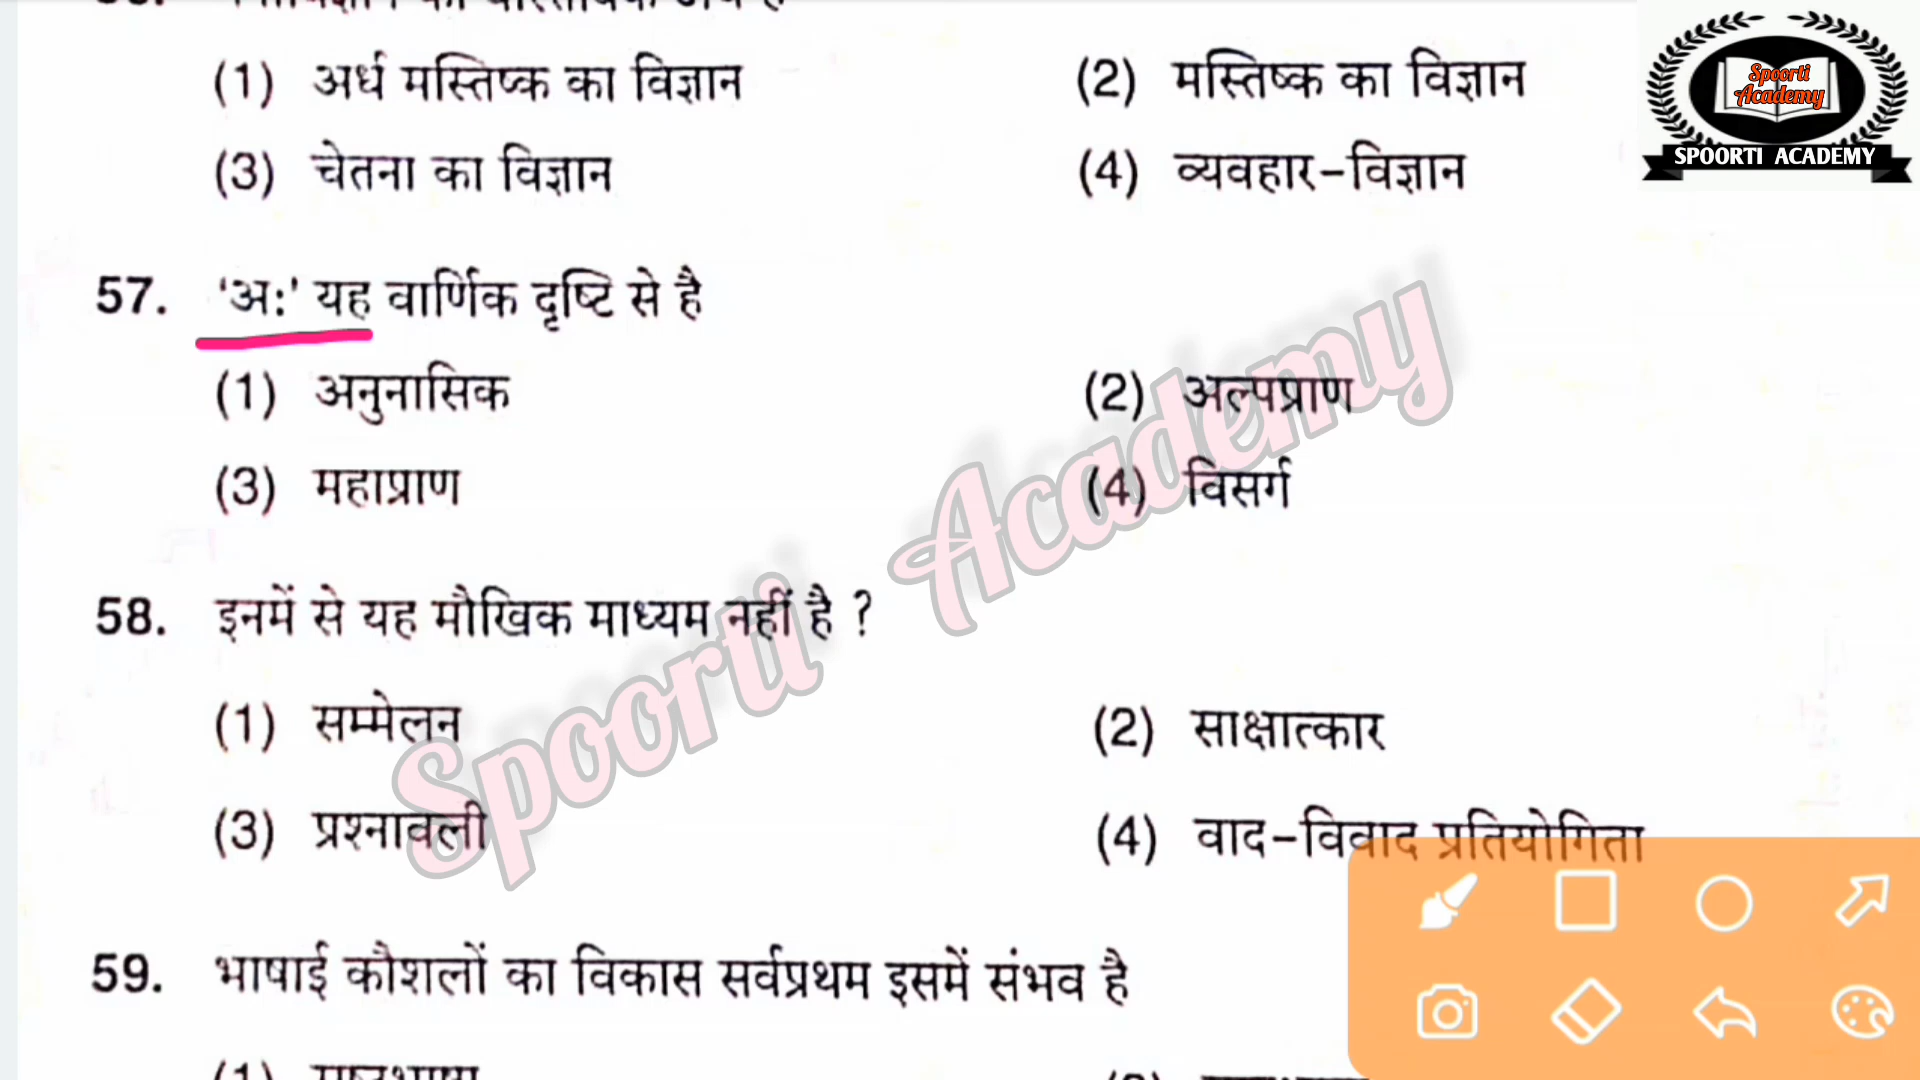 (1) अर्ध मस्तिष्क का विज्ञान (2) मस्तिष्क का विज्ञान
(3) चेतना का विज्ञान (4) व्यवहार-विज्ञान
Spoorti
Academy
SPOORTI ACADEMY
57. 'अः' यह वार्णिक दृष्टि से है
(1) अनुनासिक (2) अल्पप्राण
(3) महाप्राण (4) विसर्ग
58. इनमें से यह मौखिक माध्यम नहीं है ?
(1) सम्मेलन (2) साक्षात्कार
(3) प्रश्नावली (4) वाद-विवाद प्रतियोगिता
Spoorti Academy
59. भाषाई कौशलों का विकास सर्वप्रथम इसमें संभव है